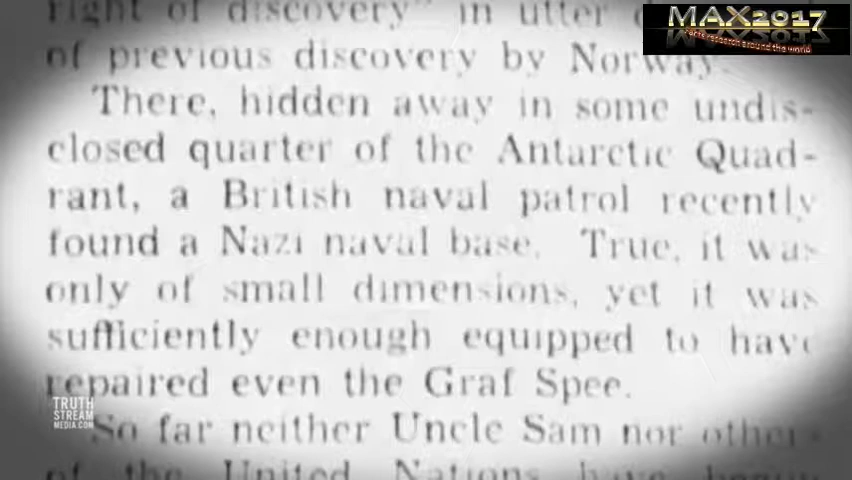 right of discovery" in utter
of previous discovery by Norway.
There, hidden away in some undis-
closed quarter of the Antarctic Quad-
rant, a British naval patrol recently
found a Nazi naval base. True, it was
only of small dimensions, yet it was
sufficiently enough equipped to have
repaired even the Graf Spee.
So far neither Uncle Sam nor other
of the United Nations have
MAX2017
facts research around the world
TRUTH
STREAM
MEDIA.COM